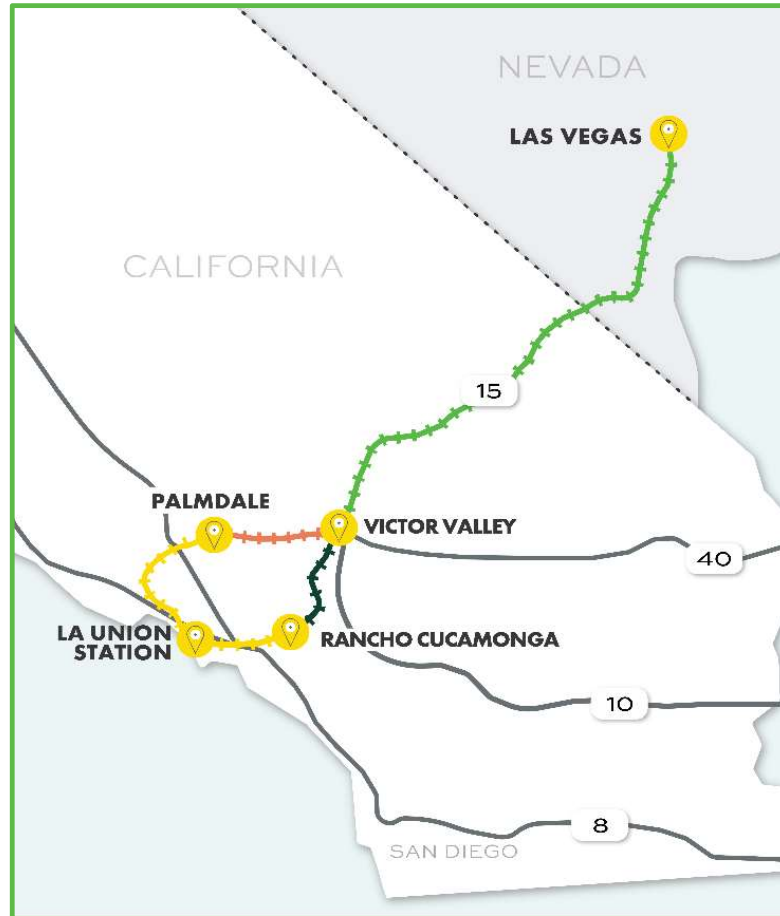 NEVADA
LAS VEGAS
CALIFORNIA
15
PALMDALE
VICTOR VALLEY
40
LA UNION
STATION
RANCHO CUCAMONGA
10
8
SAN DIEGO